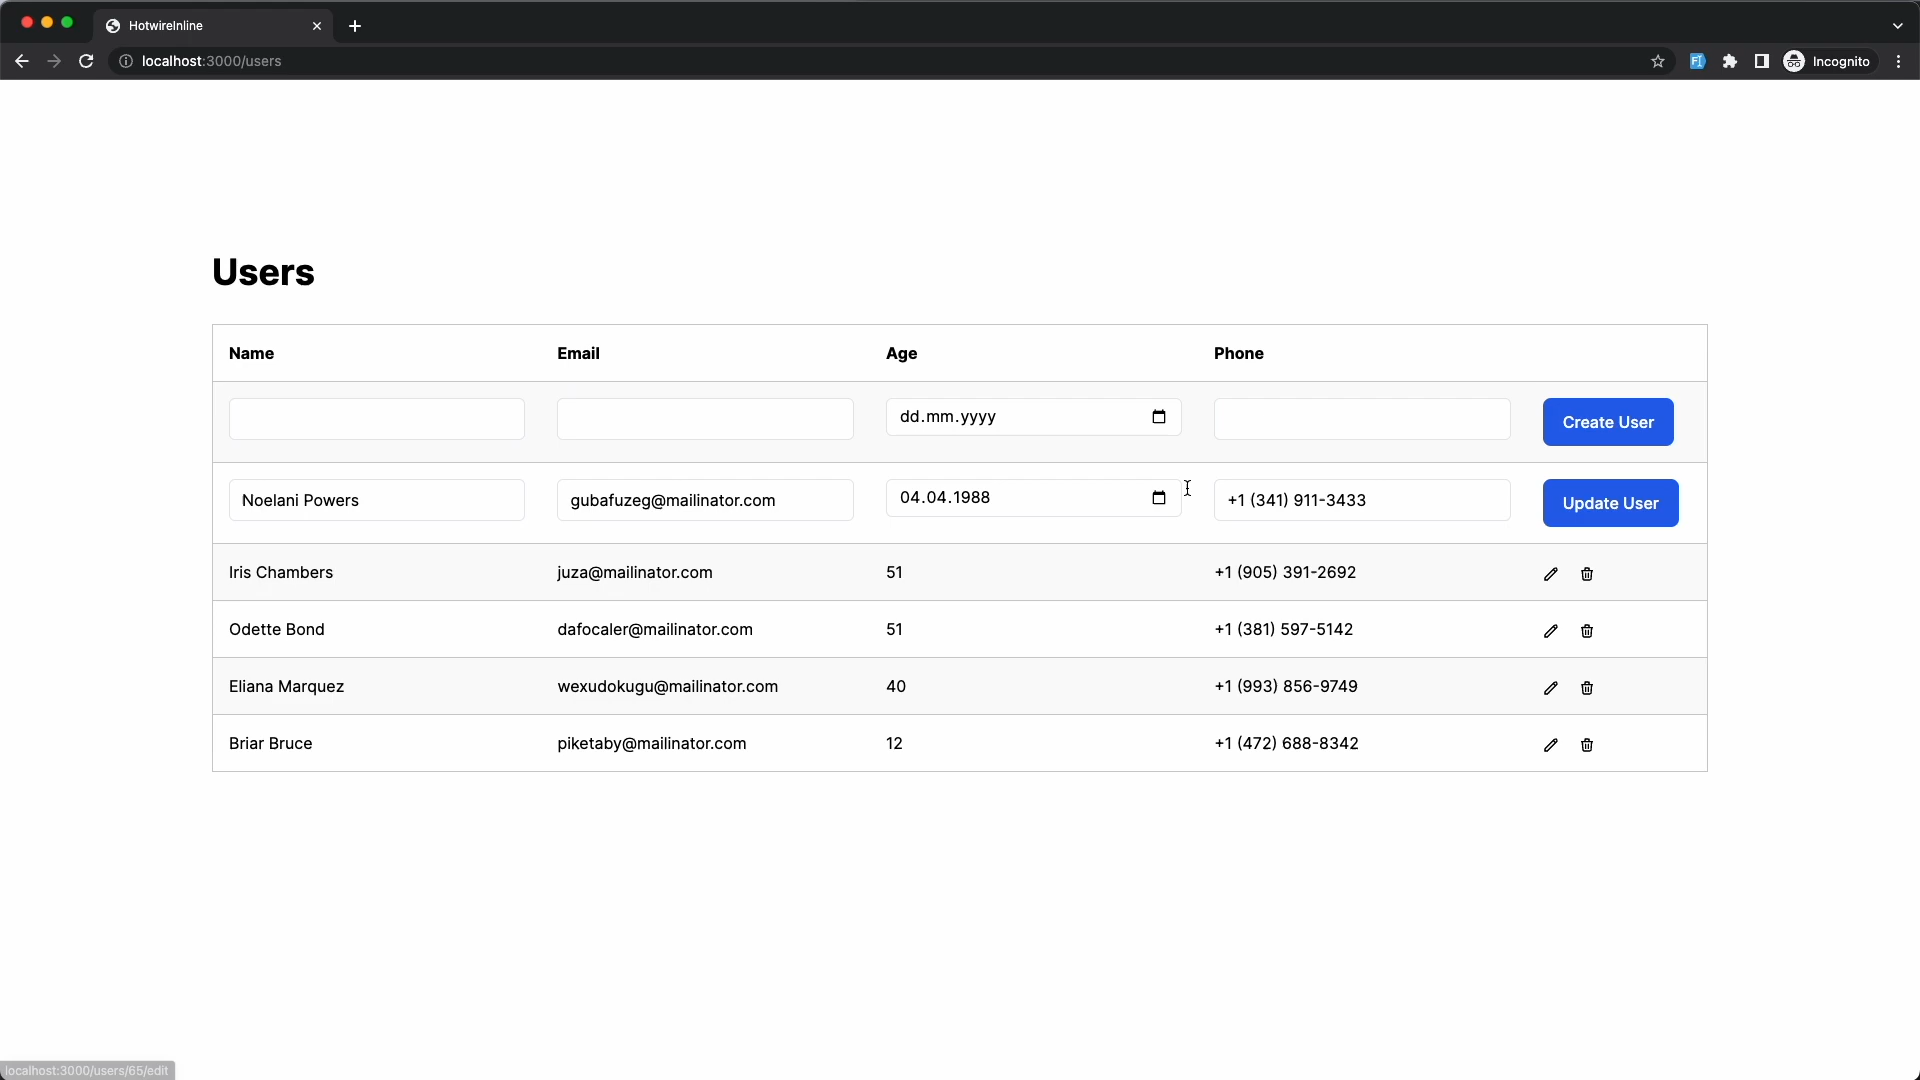 HotwireInline
localhost:3000/users
Incognito
Users
Name Email Age Phone
dd.mm.yyyy Create User
Noelani Powers gubafuzeg@mailinator.com 04.04.1988 +1 (341) 911-3433 Update User
Iris Chambers juza@mailinator.com 51 +1 (905) 391-2692
Odette Bond dafocaler@mailinator.com 51 +1 (381) 597-5142
Eliana Marquez wexudokugu@mailinator.com 40 +1 (993) 856-9749
Briar Bruce piketaby@mailinator.com 12 +1 (472) 688-8342
localhost:3000/users/65/edit